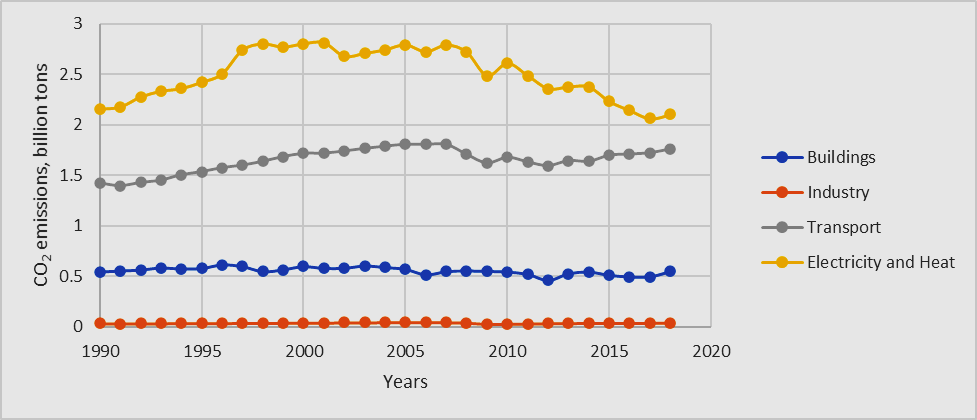 3
2.5
2
1.5
1
0.5
0
1990 1995 2000 2005 2010 2015 2020
CO₂ emissions, billion tons
Years
Buildings
Industry
Transport
Electricity and Heat